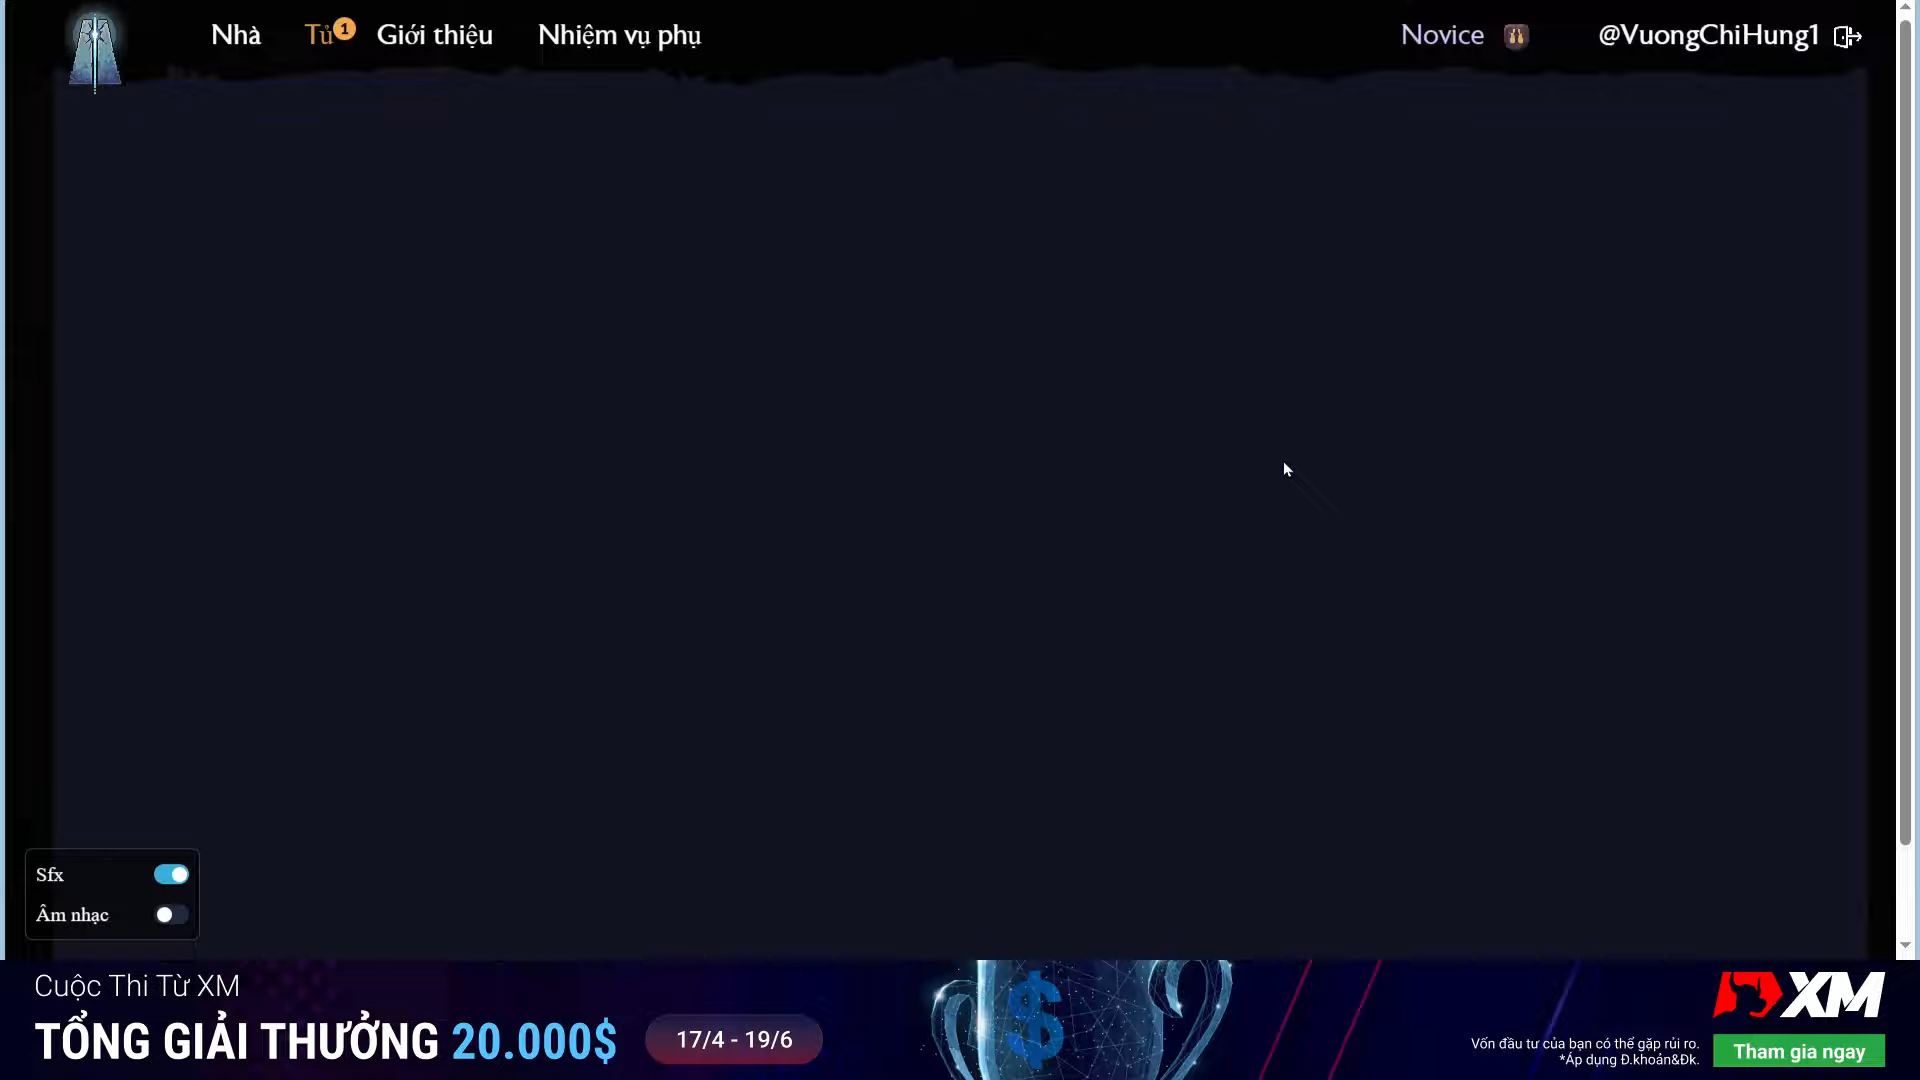 Nhà
Tủ
1
Giới thiệu
Nhiệm vụ phụ
Novice
@VuongChiHung1
Sfx
Âm nhạc
Cuộc Thi Từ XM
TỔNG GIẢI THƯỞNG 20.000$
17/4 - 19/6
$
XM
Vốn đầu tư của bạn có thể gặp rủi ro.
*Áp dụng Đ.khoản&Đk.
Tham gia ngay